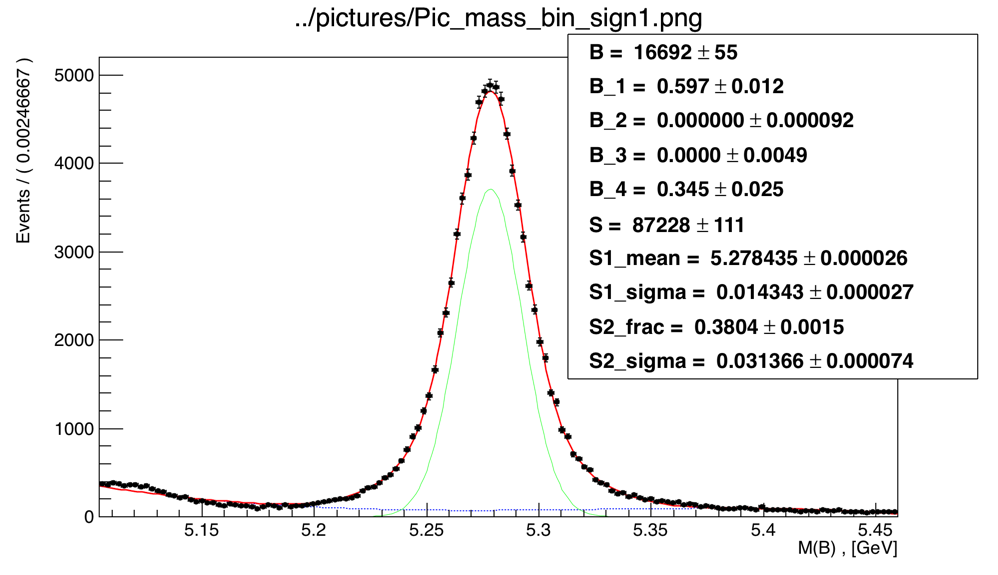 ../pictures/Pic_mass_bin_sign1.png
B = 16692 ± 55
B_1 = 0.597 ± 0.012
B_2 = 0.000000 ± 0.000092
B_3 = 0.0000 ± 0.0049
B_4 = 0.345 ± 0.025
S = 87228 ± 111
S1_mean = 5.278435 ± 0.000026
S1_sigma = 0.014343 ± 0.000027
S2_frac = 0.3804 ± 0.0015
S2_sigma = 0.031366 ± 0.000074
Events / ( 0.00246667 )
5000
4000
3000
2000
1000
0
5.15 5.2 5.25 5.3 5.35 5.4 5.45
M(B) , [GeV]